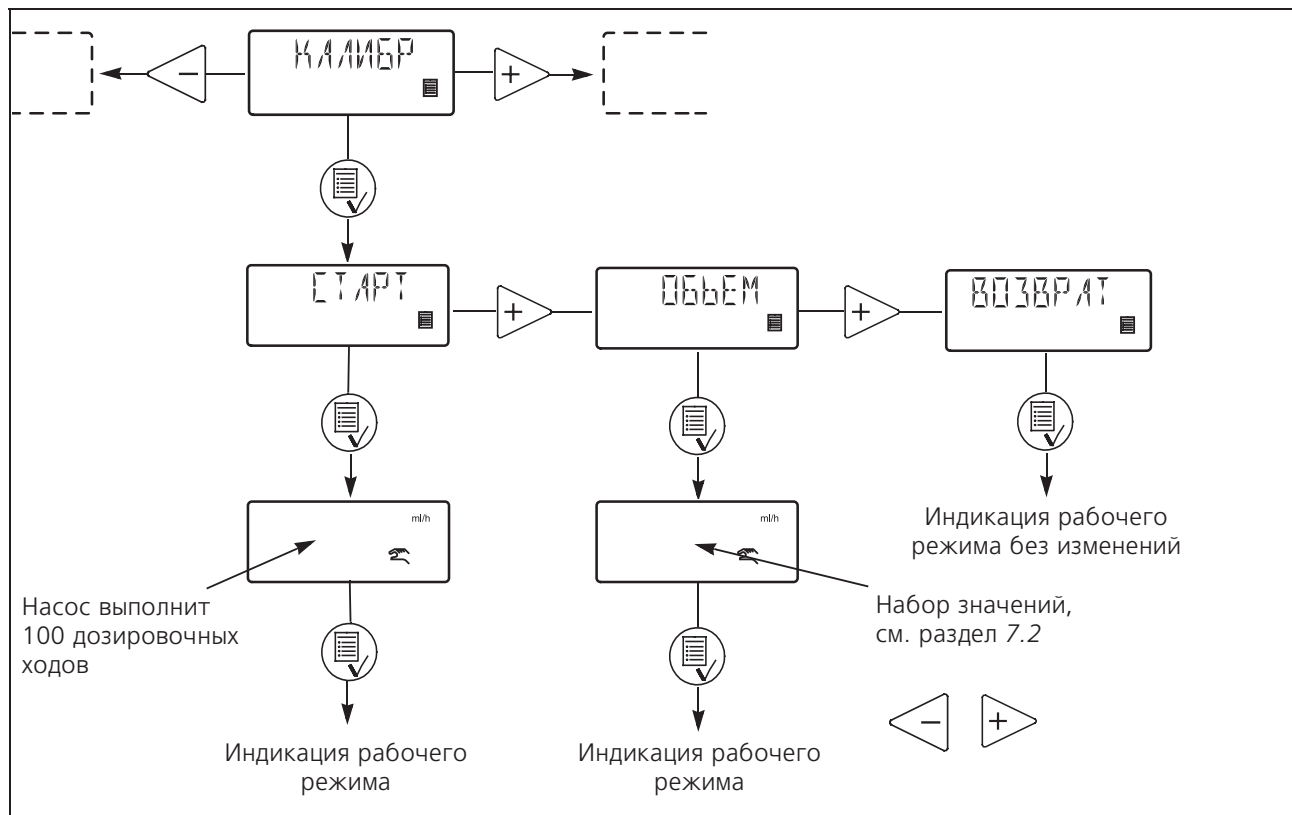 КАЛИБР
−
+
СТАРТ
+
ОБЬЕМ
+
ВОЗВРАТ
ml/h
ml/h
Индикация рабочего
режима без изменений
Насос выполнит
100 дозировочных
ходов
Набор значений,
см. раздел 7.2
−
+
Индикация рабочего
режима
Индикация рабочего
режима